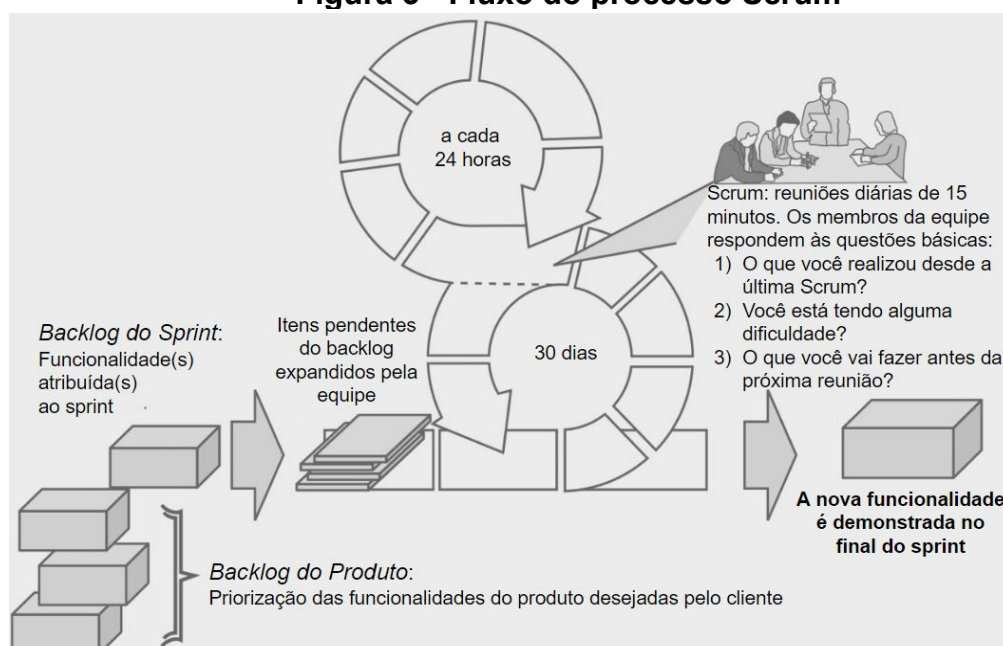 Figura - Fluxo do processo Scrum
a cada
24 horas
Scrum: reuniões diárias de 15
minutos. Os membros da equipe
respondem às questões básicas:
1) O que você realizou desde a
última Scrum?
2) Você está tendo alguma
dificuldade?
3) O que você vai fazer antes da
próxima reunião?
30 dias
Itens pendentes
do backlog
expandidos pela
equipe
Backlog do Sprint:
Funcionalidade(s)
atribuída(s)
ao sprint
A nova funcionalidade
é demonstrada no
final do sprint
Backlog do Produto:
Priorização das funcionalidades do produto desejadas pelo cliente